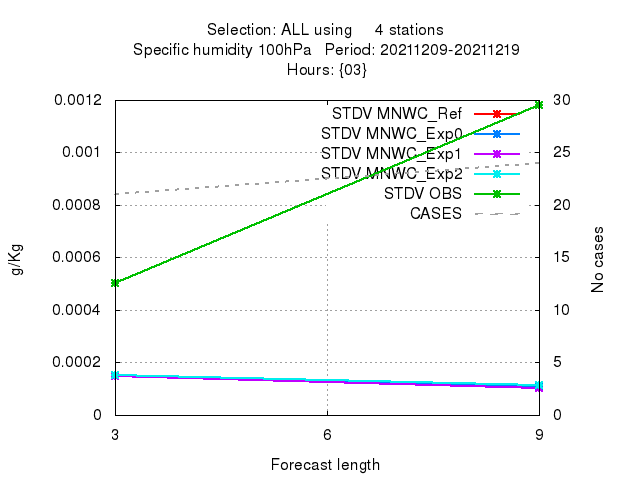 Selection: ALL using 4 stations
Specific humidity 100hPa Period: 20211209-20211219
Hours: {03}
0.0012
0.001
0.0008
0.0006
0.0004
0.0002
0
30
25
20
15
10
5
0
3
6
9
g/Kg
No cases
Forecast length
STDV MNWC_Ref
STDV MNWC_Exp0
STDV MNWC_Exp1
STDV MNWC_Exp2
STDV OBS
CASES